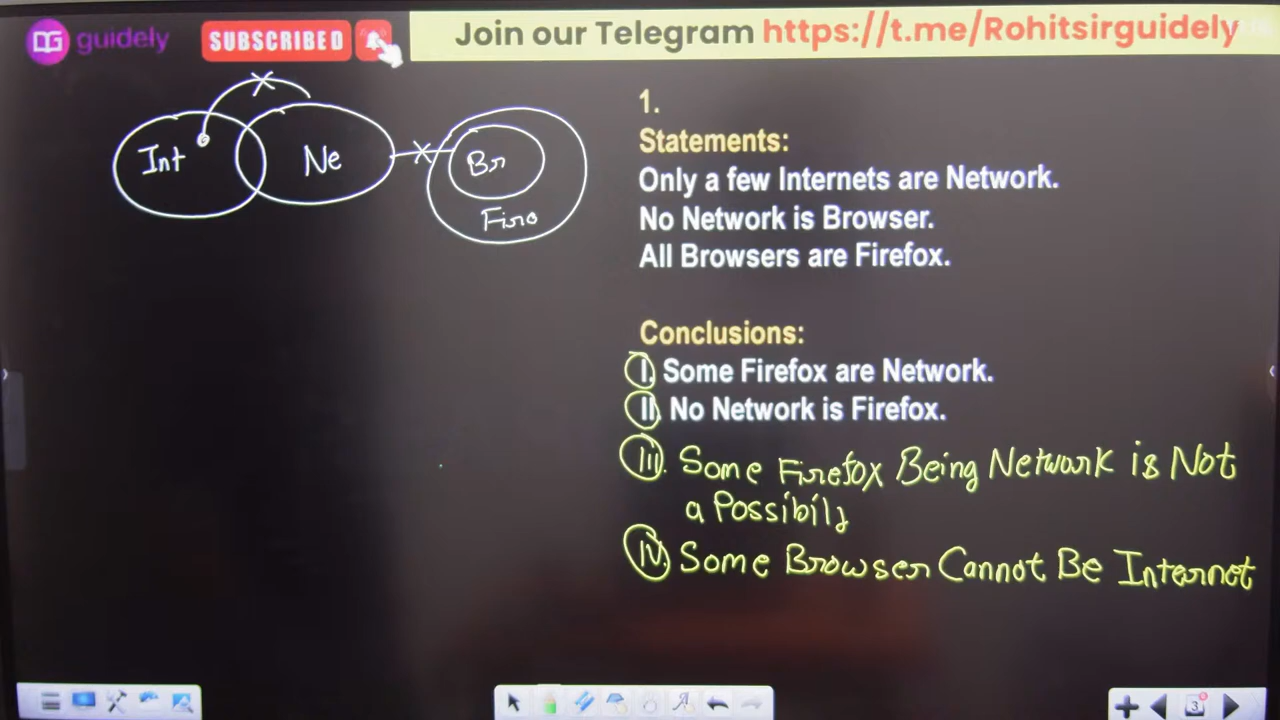 guidely
SUBSCRIBED
Join our Telegram https://t.me/Rohitsirguidely
Int
Ne
Br
Firo
1.
Statements:
Only a few Internets are Network.
No Network is Browser.
All Browsers are Firefox.
Conclusions:
I. Some Firefox are Network.
II. No Network is Firefox.
III. Some Firefox Being Network is Not
a Possibily
IV. Some Browser Cannot Be Internet
3